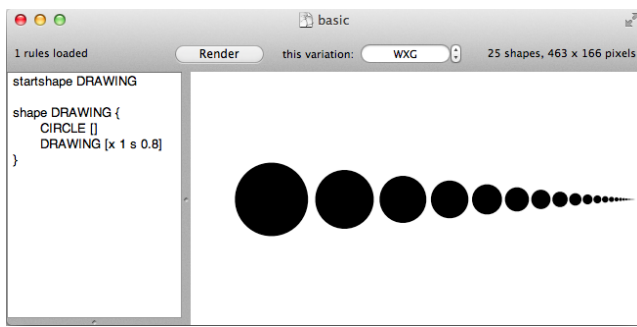 basic
1 rules loaded Render this variation: WXG 25 shapes, 463 x 166 pixels
startshape DRAWING
shape DRAWING {
CIRCLE []
DRAWING [x 1 s 0.8]
}